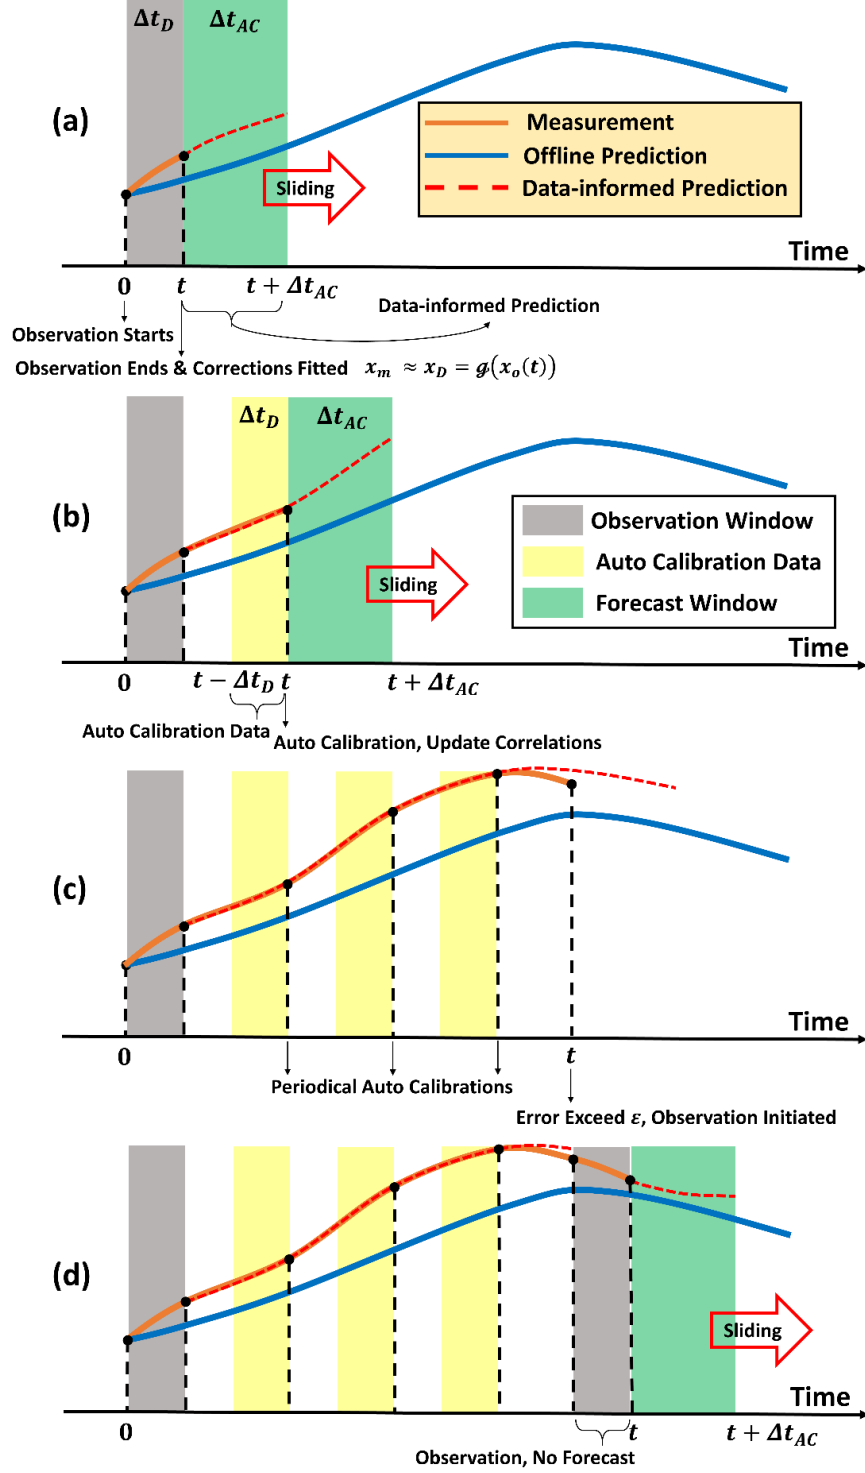 Δt_D Δt_AC
(a)
Measurement
Offline Prediction
Data-informed Prediction
Sliding
Time
0 t t + Δt_AC
Data-informed Prediction
Observation Starts
Observation Ends & Corrections Fitted x_m ≈ x_D = g(x_o(t))
Δt_D Δt_AC
(b)
Observation Window
Auto Calibration Data
Forecast Window
Sliding
Time
0 t − Δt_D t t + Δt_AC
Auto Calibration Data
Auto Calibration, Update Correlations
(c)
Time
0 t
Periodical Auto Calibrations
Error Exceed ε, Observation Initiated
(d)
Sliding
Time
0 t t + Δt_AC
Observation, No Forecast